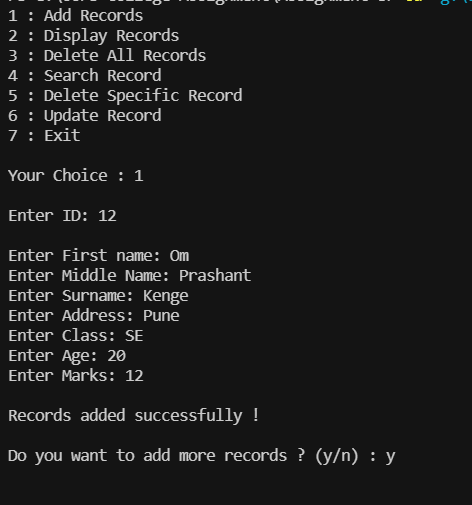 1 : Add Records
2 : Display Records
3 : Delete All Records
4 : Search Record
5 : Delete Specific Record
6 : Update Record
7 : Exit
Your Choice : 1
Enter ID: 12
Enter First name: Om
Enter Middle Name: Prashant
Enter Surname: Kenge
Enter Address: Pune
Enter Class: SE
Enter Age: 20
Enter Marks: 12
Records added successfully !
Do you want to add more records ? (y/n) : y